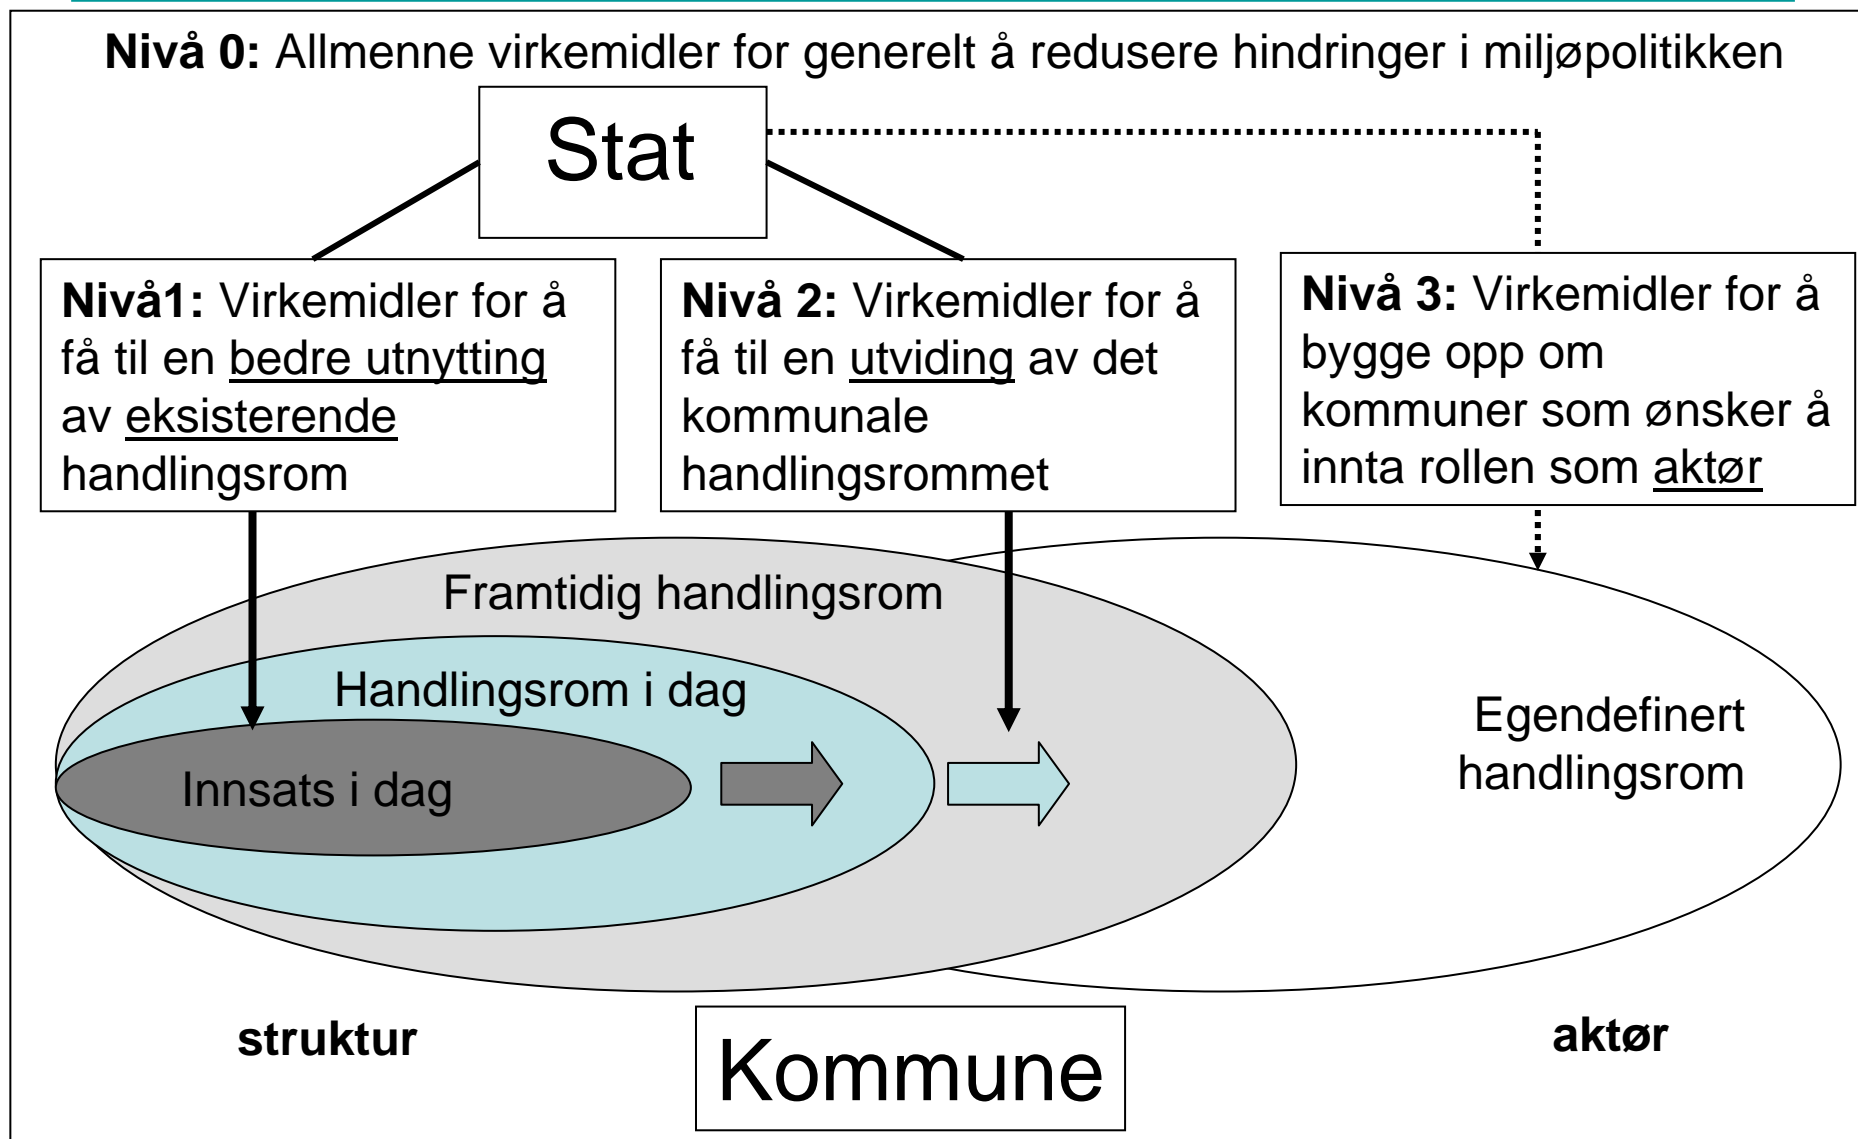 Nivå 0: Allmenne virkemidler for generelt å redusere hindringer i miljøpolitikken
Stat
Nivå1: Virkemidler for å
få til en bedre utnytting
av eksisterende
handlingsrom
Nivå 2: Virkemidler for å
få til en utviding av det
kommunale
handlingsrommet
Nivå 3: Virkemidler for å
bygge opp om
kommuner som ønsker å
innta rollen som aktør
Framtidig handlingsrom
Handlingsrom i dag
Innsats i dag
Egendefinert
handlingsrom
struktur
Kommune
aktør